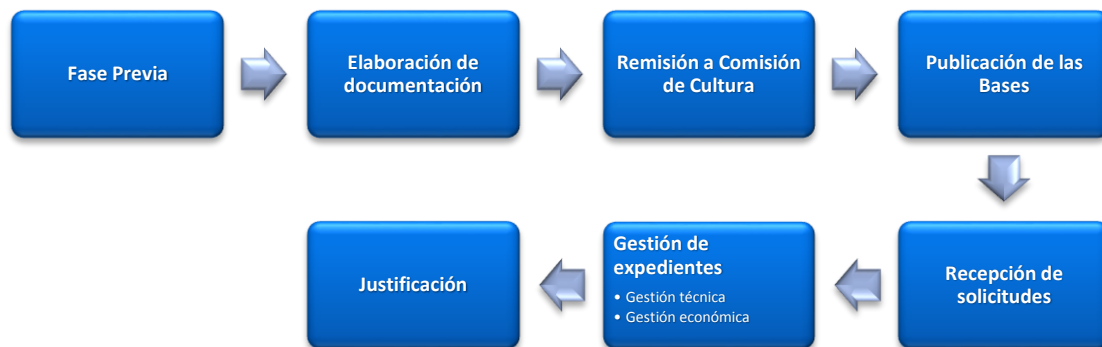 Fase Previa
Elaboración de
documentación
Remisión a Comisión
de Cultura
Publicación de las
Bases
Recepción de
solicitudes
Gestión de
expedientes
• Gestión técnica
• Gestión económica
Justificación